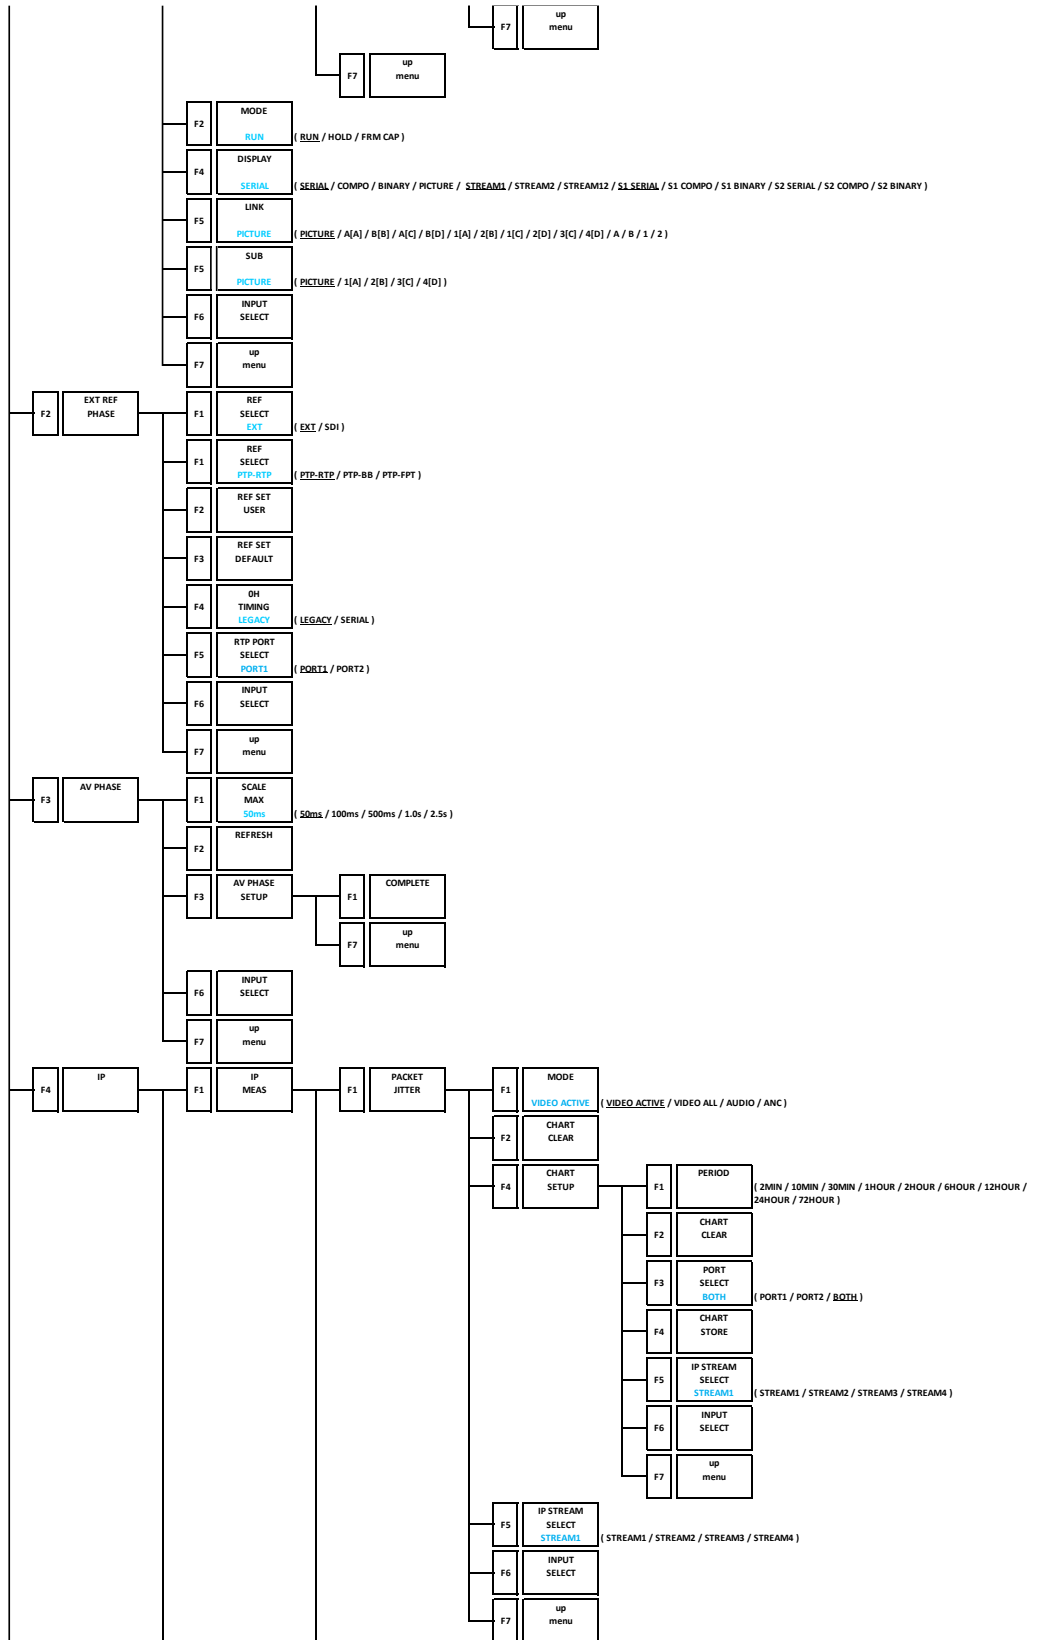 F7
up
menu
F7
up
menu
F2
MODE
RUN
( RUN / HOLD / FRM CAP )
F4
DISPLAY
SERIAL
( SERIAL / COMPO / BINARY / PICTURE / STREAM1 / STREAM2 / STREAM12 / S1 SERIAL / S1 COMPO / S1 BINARY / S2 SERIAL / S2 COMPO / S2 BINARY )
F5
LINK
PICTURE
( PICTURE / A[A] / B[B] / A[C] / B[D] / 1[A] / 2[B] / 1[C] / 2[D] / 3[C] / 4[D] / A / B / 1 / 2 )
F5
SUB
PICTURE
( PICTURE / 1[A] / 2[B] / 3[C] / 4[D] )
F6
INPUT
SELECT
F7
up
menu
F2
EXT REF
PHASE
F1
REF
SELECT
EXT
( EXT / SDI )
F1
REF
SELECT
PTP-RTP
( PTP-RTP / PTP-BB / PTP-FPT )
F2
REF SET
USER
F3
REF SET
DEFAULT
F4
0H
TIMING
LEGACY
( LEGACY / SERIAL )
F5
RTP PORT
SELECT
PORT1
( PORT1 / PORT2 )
F6
INPUT
SELECT
F7
up
menu
F3
AV PHASE
F1
SCALE
MAX
50ms
( 50ms / 100ms / 500ms / 1.0s / 2.5s )
F2
REFRESH
F3
AV PHASE
SETUP
F1
COMPLETE
F7
up
menu
F6
INPUT
SELECT
F7
up
menu
F4
IP
F1
IP
MEAS
F1
PACKET
JITTER
F1
MODE
VIDEO ACTIVE
( VIDEO ACTIVE / VIDEO ALL / AUDIO / ANC )
F2
CHART
CLEAR
F4
CHART
SETUP
F1
PERIOD
( 2MIN / 10MIN / 30MIN / 1HOUR / 2HOUR / 6HOUR / 12HOUR /
24HOUR / 72HOUR )
F2
CHART
CLEAR
F3
PORT
SELECT
BOTH
( PORT1 / PORT2 / BOTH )
F4
CHART
STORE
F5
IP STREAM
SELECT
STREAM1
( STREAM1 / STREAM2 / STREAM3 / STREAM4 )
F6
INPUT
SELECT
F7
up
menu
F5
IP STREAM
SELECT
STREAM1
( STREAM1 / STREAM2 / STREAM3 / STREAM4 )
F6
INPUT
SELECT
F7
up
menu